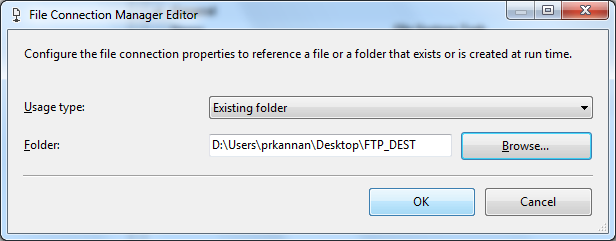 File Connection Manager Editor
Configure the file connection properties to reference a file or a folder that exists or is created at run time.
Usage type:
Existing folder
Folder:
D:\Users\prkannan\Desktop\FTP_DEST
Browse...
OK
Cancel